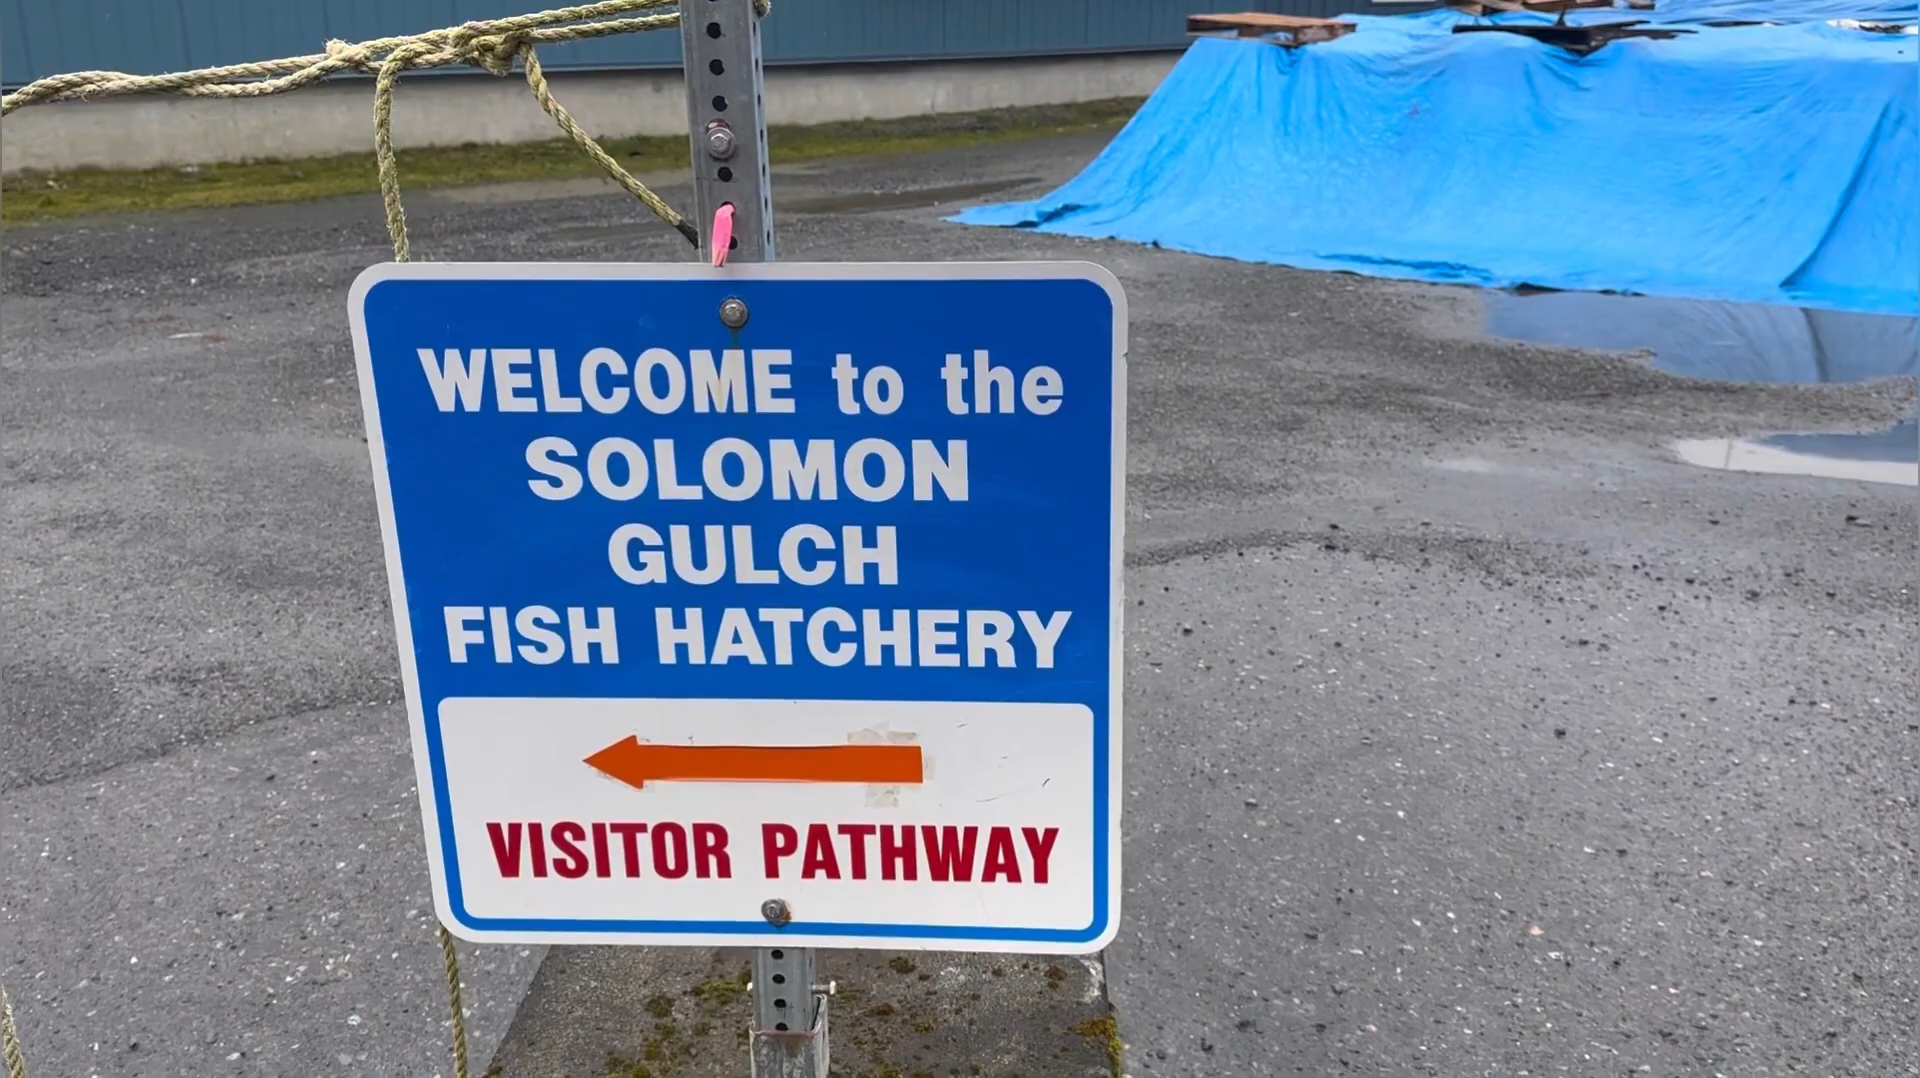 WELCOME to the
SOLOMON
GULCH
FISH HATCHERY
VISITOR PATHWAY